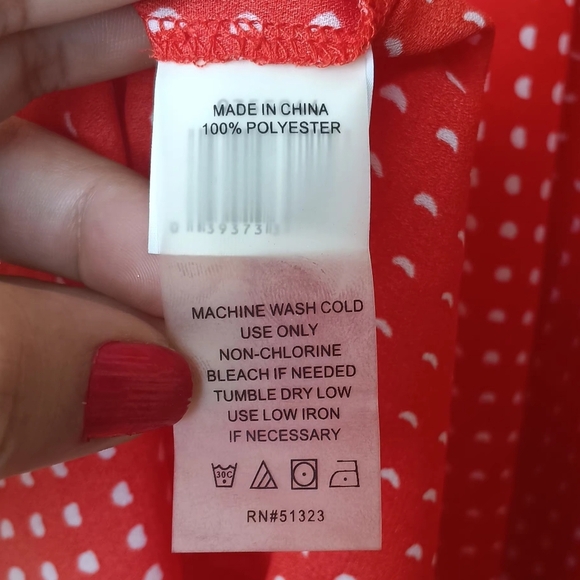 MADE IN CHINA
100% POLYESTER
MACHINE WASH COLD
USE ONLY
NON-CHLORINE
BLEACH IF NEEDED
TUMBLE DRY LOW
USE LOW IRON
IF NECESSARY
30C
RN#51323